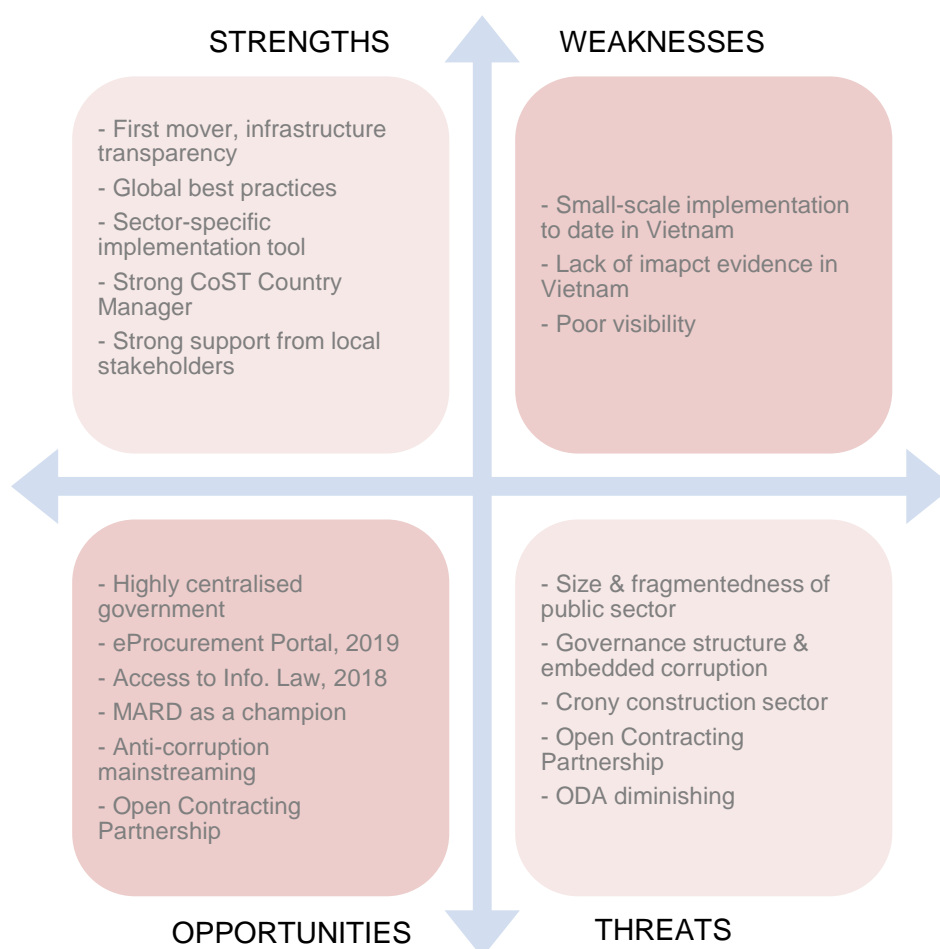 STRENGTHS
- First mover, infrastructure
transparency
- Global best practices
- Sector-specific
implementation tool
- Strong CoST Country
Manager
- Strong support from local
stakeholders
WEAKNESSES
- Small-scale implementation
to date in Vietnam
- Lack of imapct evidence in
Vietnam
- Poor visibility
- Highly centralised
government
- eProcurement Portal, 2019
- Access to Info. Law, 2018
- MARD as a champion
- Anti-corruption
mainstreaming
- Open Contracting
Partnership
OPPORTUNITIES
- Size & fragmentedness of
public sector
- Governance structure &
embedded corruption
- Crony construction sector
- Open Contracting
Partnership
- ODA diminishing
THREATS